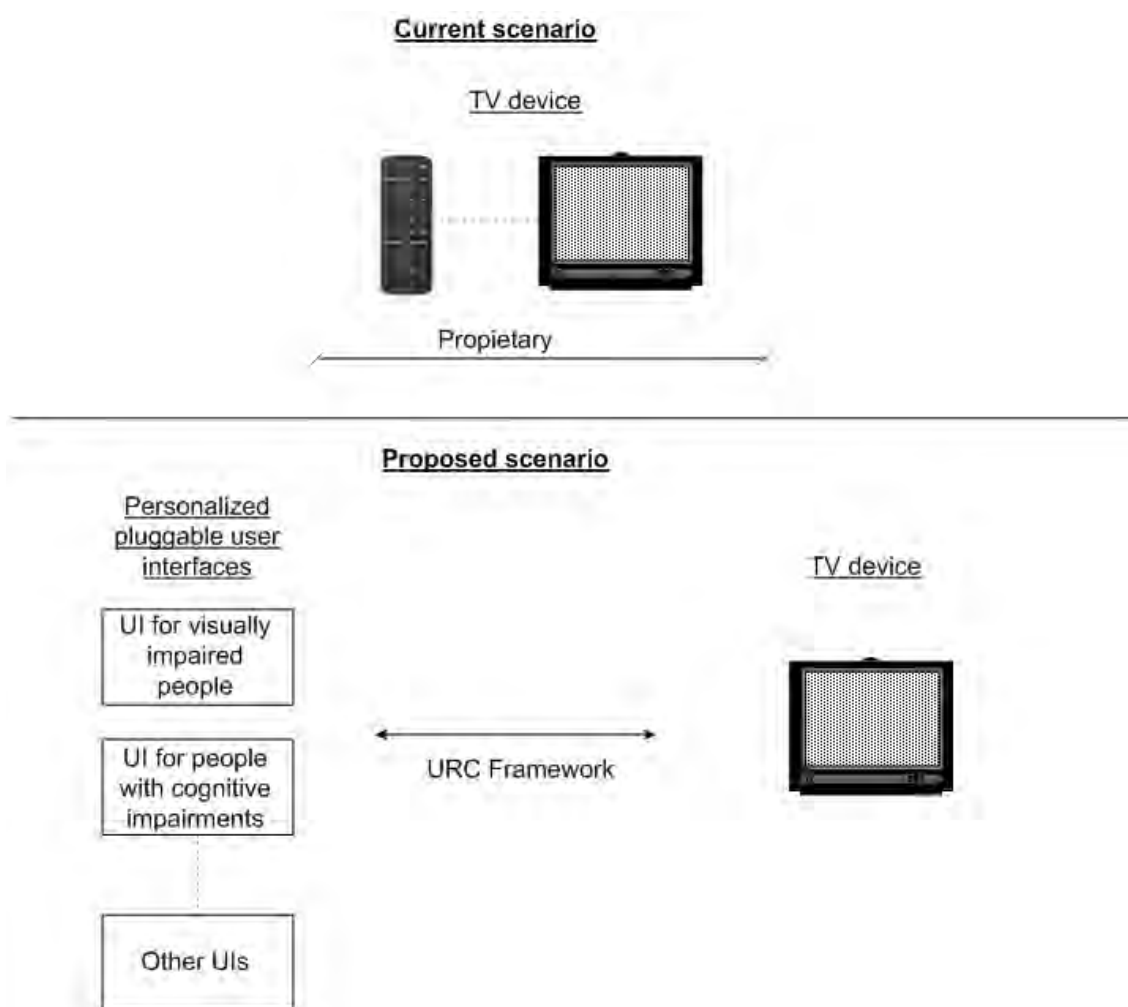 Current scenario
TV device
Propietary
Proposed scenario
Personalized
pluggable user
interfaces
TV device
UI for visually
impaired
people
UI for people
with cognitive
impairments
URC Framework
Other UIs